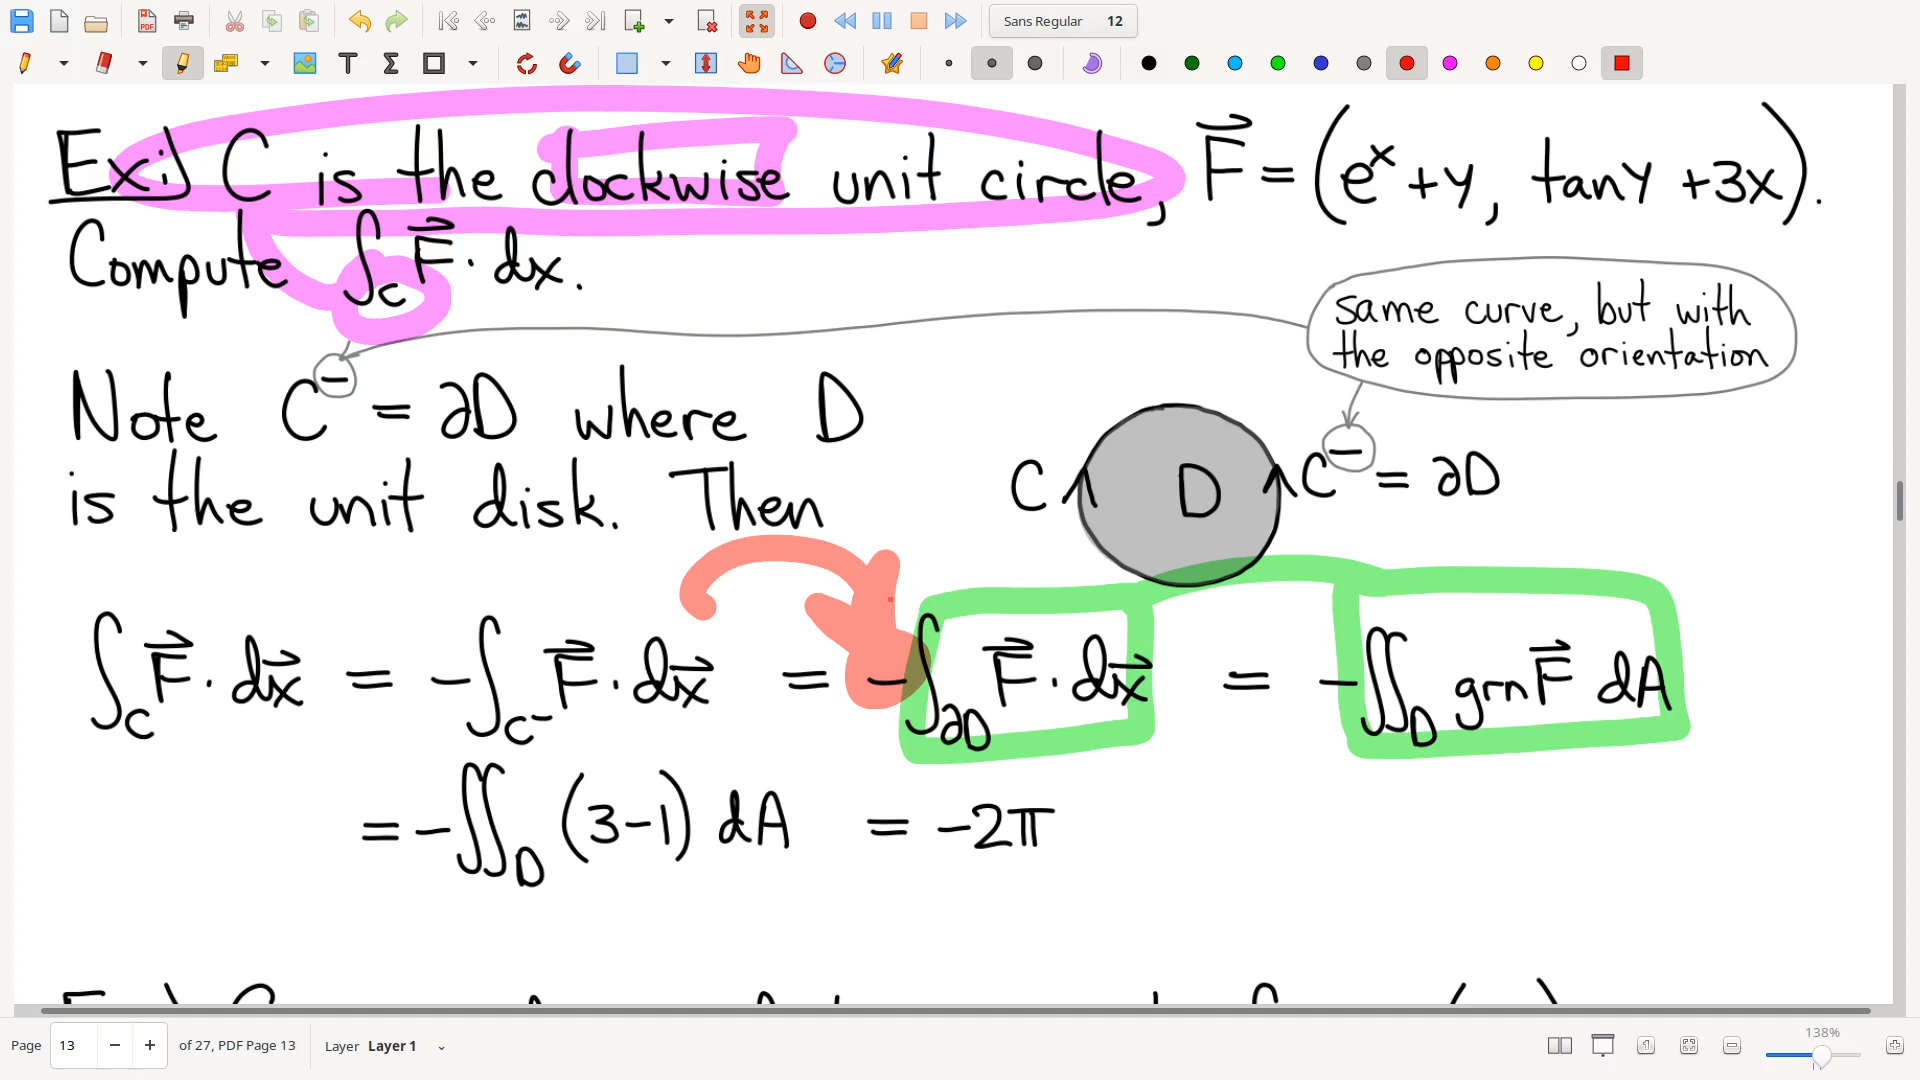 Sans Regular 12
Ex:) C is the clockwise unit circle, F⃗ = (e^x + y, tan y + 3x).
Compute ∫_C F⃗ · dx.
same curve, but with
the opposite orientation
Note C⁻ = ∂D where D
is the unit disk. Then
C D C⁻ = ∂D
∫_C F⃗ · dx⃗ = -∫_C⁻ F⃗ · dx⃗ = -∫_∂D F⃗ · dx⃗ = -∬_D grn F⃗ dA
= -∬_D (3-1) dA = -2π
Page 13 of 27, PDF Page 13 Layer Layer 1 138%